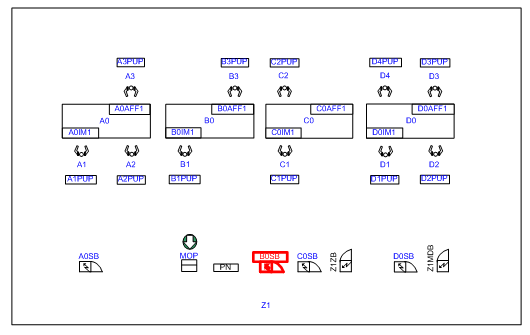 A3PUP B3PUP C2PUP D4PUP D3PUP
A3 B3 C2 D4 D3
A0AFF1 B0AFF1 C0AFF1 D0AFF1
A0 B0 C0 D0
A0IM1 B0IM1 C0IM1 D0IM1
A1 A2 B1 C1 D1 D2
A1PUP A2PUP B1PUP C1PUP D1PUP D2PUP
A0SB MOP PN B0SB C0SB Z1ZB D0SB Z1MDB
Z1